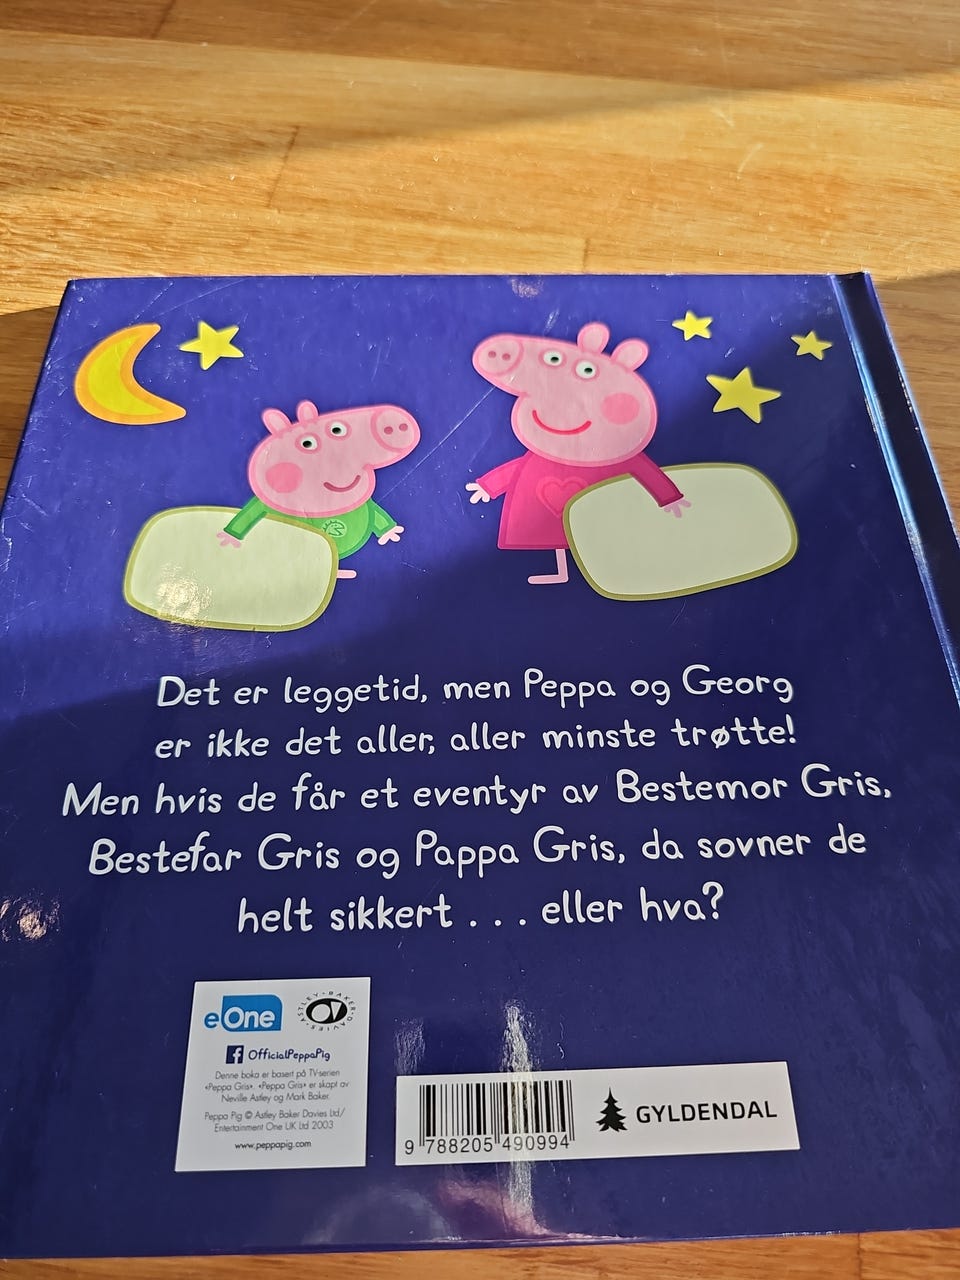 Det er leggetid, men Peppa og Georg
er ikke det aller, aller minste trøtte!
Men hvis de får et eventyr av Bestemor Gris,
Bestefar Gris og Pappa Gris, da sovner de
helt sikkert . . . eller hva?
eOne
ASTLEY·BAKER·DAVIES·
OfficialPeppaPig
Denne boka er basert på TV-serien
«Peppa Gris». «Peppa Gris» er skapt av
Neville Astley og Mark Baker.
Peppa Pig © Astley Baker Davies Ltd/
Entertainment One UK Ltd 2003
www.peppapig.com
9 788205 490994
GYLDENDAL